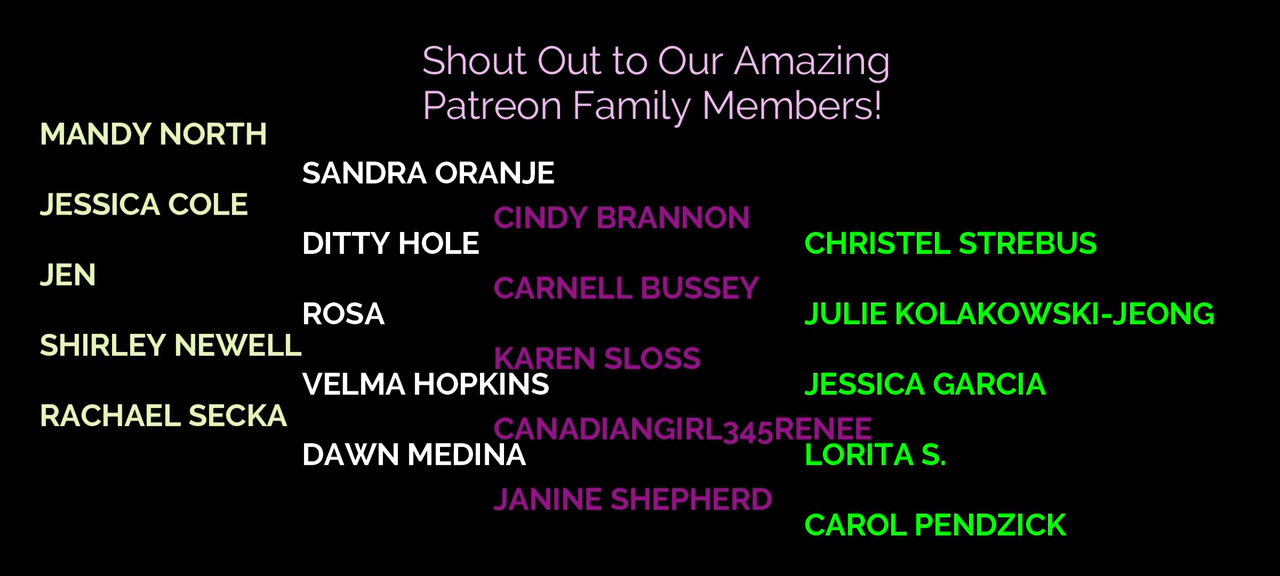 Shout Out to Our Amazing
Patreon Family Members!
MANDY NORTH
JESSICA COLE
JEN
SHIRLEY NEWELL
RACHAEL SECKA
SANDRA ORANJE
DITTY HOLE
ROSA
VELMA HOPKINS
DAWN MEDINA
CINDY BRANNON
CARNELL BUSSEY
KAREN SLOSS
CANADIANGIRL345RENEE
JANINE SHEPHERD
CHRISTEL STREBUS
JULIE KOLAKOWSKI-JEONG
JESSICA GARCIA
LORITA S.
CAROL PENDZICK